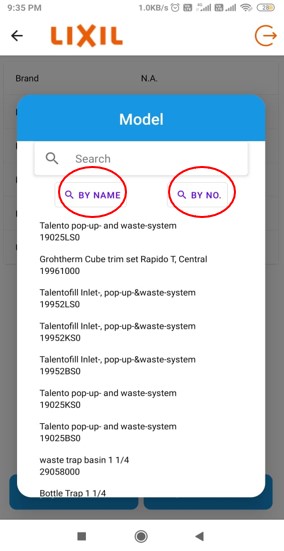 9:35 PM 1.0KB/s 28
LIXIL
Brand N.A.
Model
Search
BY NAME BY NO.
Talento pop-up- and waste-system
19025LS0
Grohtherm Cube trim set Rapido T, Central
19961000
Talentofill Inlet-, pop-up-&waste-system
19952LS0
Talentofill Inlet-, pop-up-&waste-system
19952KS0
Talentofill Inlet-, pop-up-&waste-system
19952BS0
Talento pop-up- and waste-system
19025KS0
Talento pop-up- and waste-system
19025BS0
waste trap basin 1 1/4
29058000
Bottle Trap 1 1/4